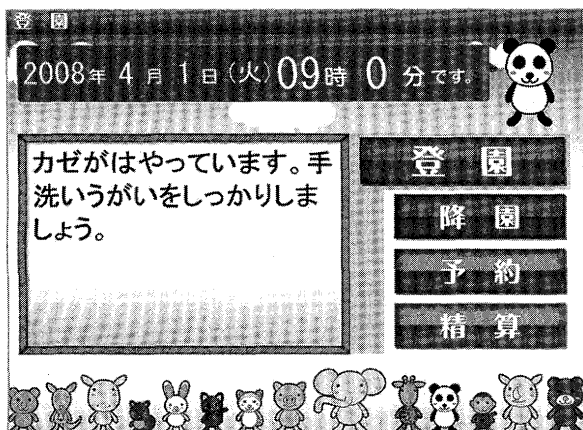 登 園
2008年 4 月 1 日 (火) 09時 0 分です。
カゼがはやっています。手
洗いうがいをしっかりしま
しょう。
登 園
降 園
予 約
精 算